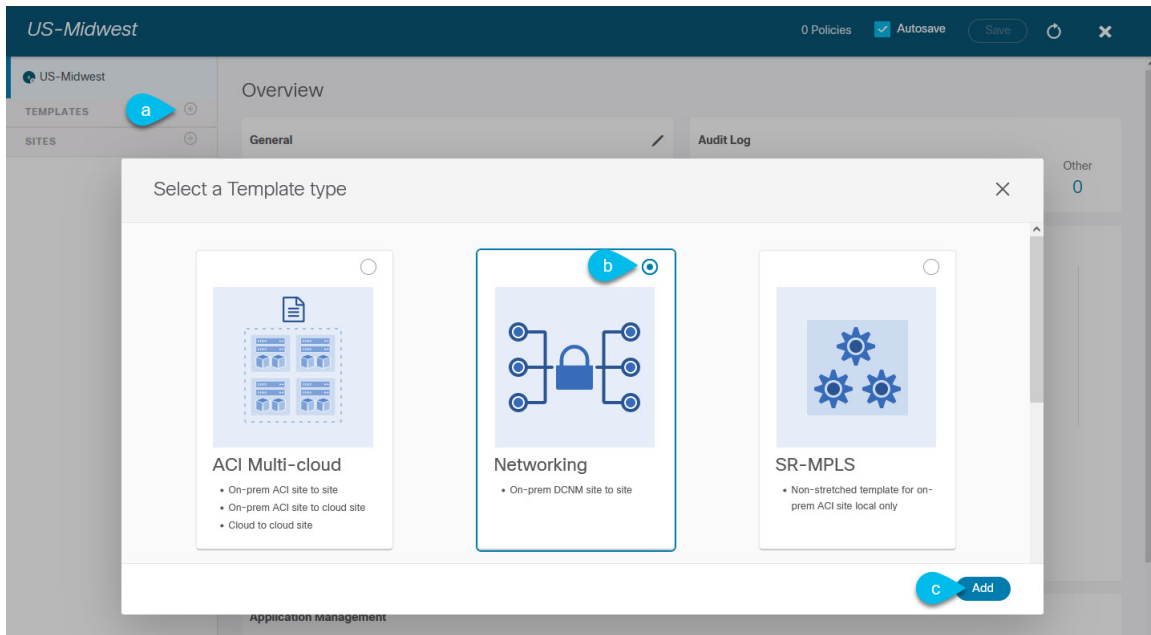 US-Midwest
0 Policies
Autosave
Save
US-Midwest
TEMPLATES
a
SITES
Overview
General
Audit Log
Other
0
Select a Template type
b
ACI Multi-cloud
• On-prem ACI site to site
• On-prem ACI site to cloud site
• Cloud to cloud site
Networking
• On-prem DCNM site to site
SR-MPLS
• Non-stretched template for on-
prem ACI site local only
c
Add
Application Management